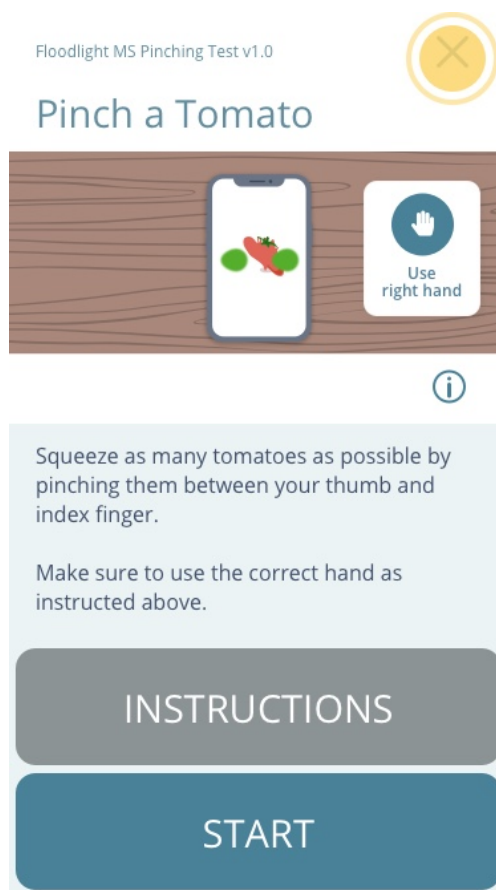 Floodlight MS Pinching Test v1.0
Pinch a Tomato
Use
right hand
Squeeze as many tomatoes as possible by
pinching them between your thumb and
index finger.
Make sure to use the correct hand as
instructed above.
INSTRUCTIONS
START